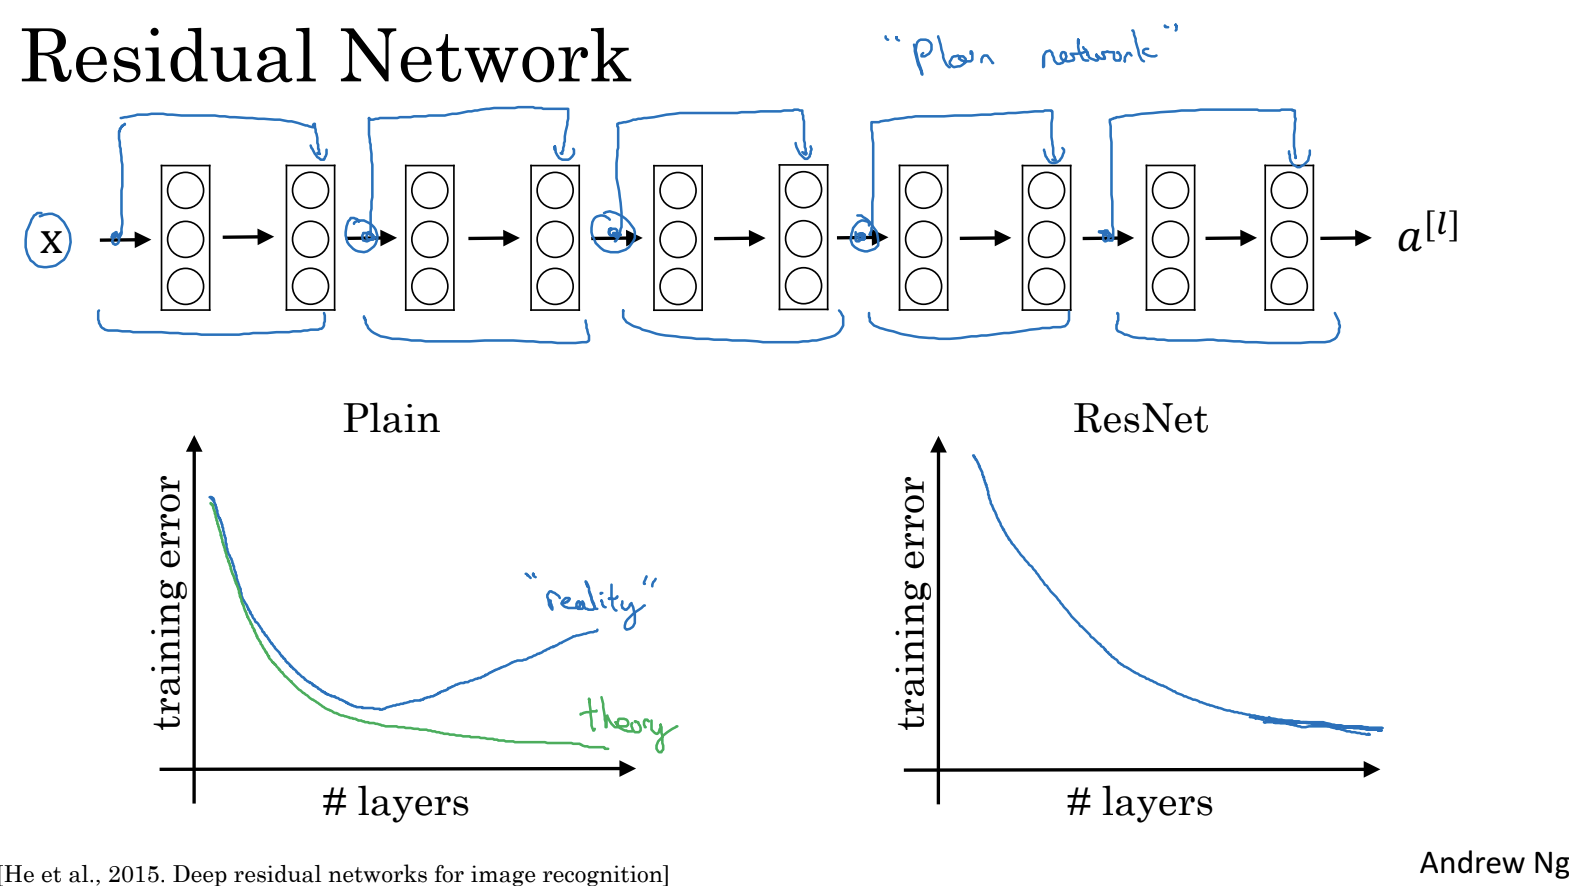 Residual Network
"Plain network"
x
a^[l]
Plain
training error
"reality"
theory
# layers
ResNet
training error
# layers
[He et al., 2015. Deep residual networks for image recognition]
Andrew Ng